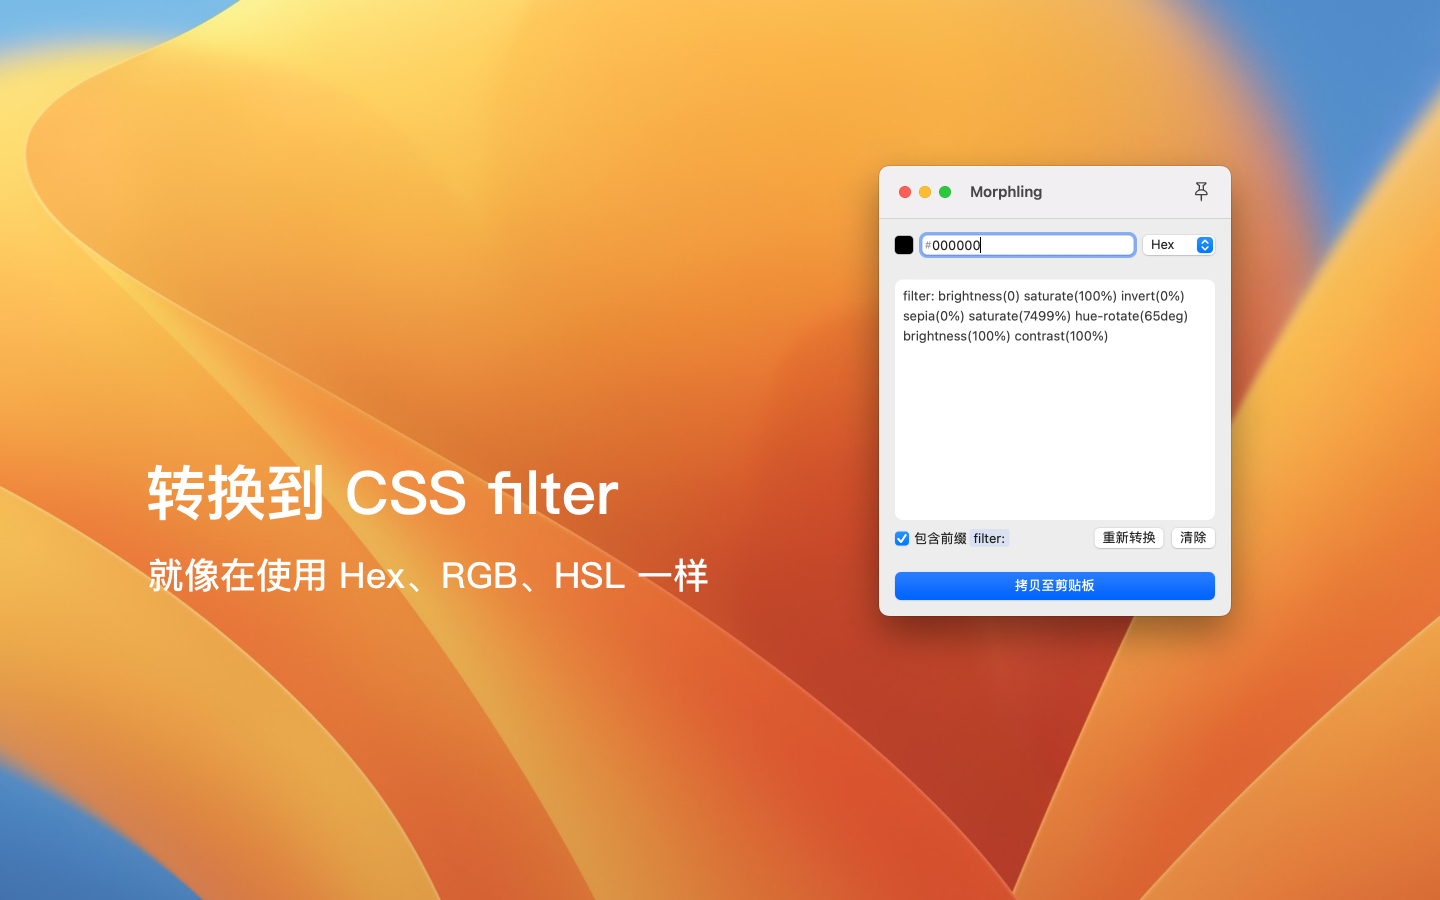 转换到 CSS filter
就像在使用 Hex、RGB、HSL 一样
Morphling
#000000
Hex
filter: brightness(0) saturate(100%) invert(0%)
sepia(0%) saturate(7499%) hue-rotate(65deg)
brightness(100%) contrast(100%)
包含前缀 filter:
重新转换
清除
拷贝至剪贴板